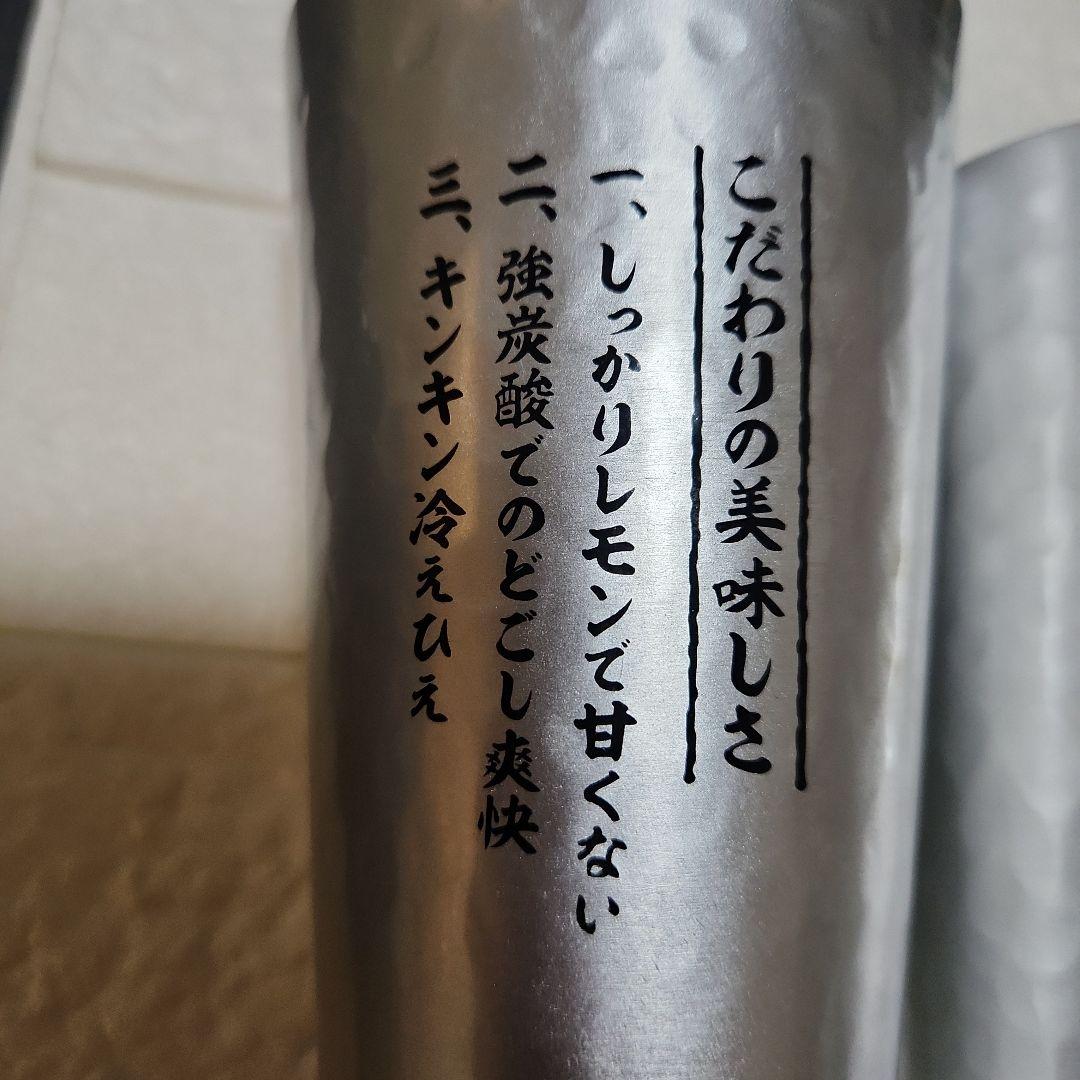 こだわりの美味しさ
一、しっかりレモンで甘くない
二、強炭酸でのどごし爽快
三、キンキン冷えひえ